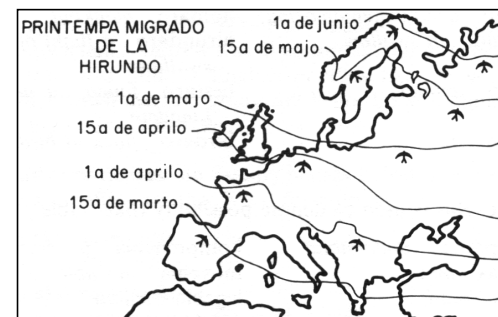 PRINTEMPA MIGRADO
DE LA
HIRUNDO
1a de junio
15a de majo
1a de majo
15a de aprilo
1a de aprilo
15a de marto